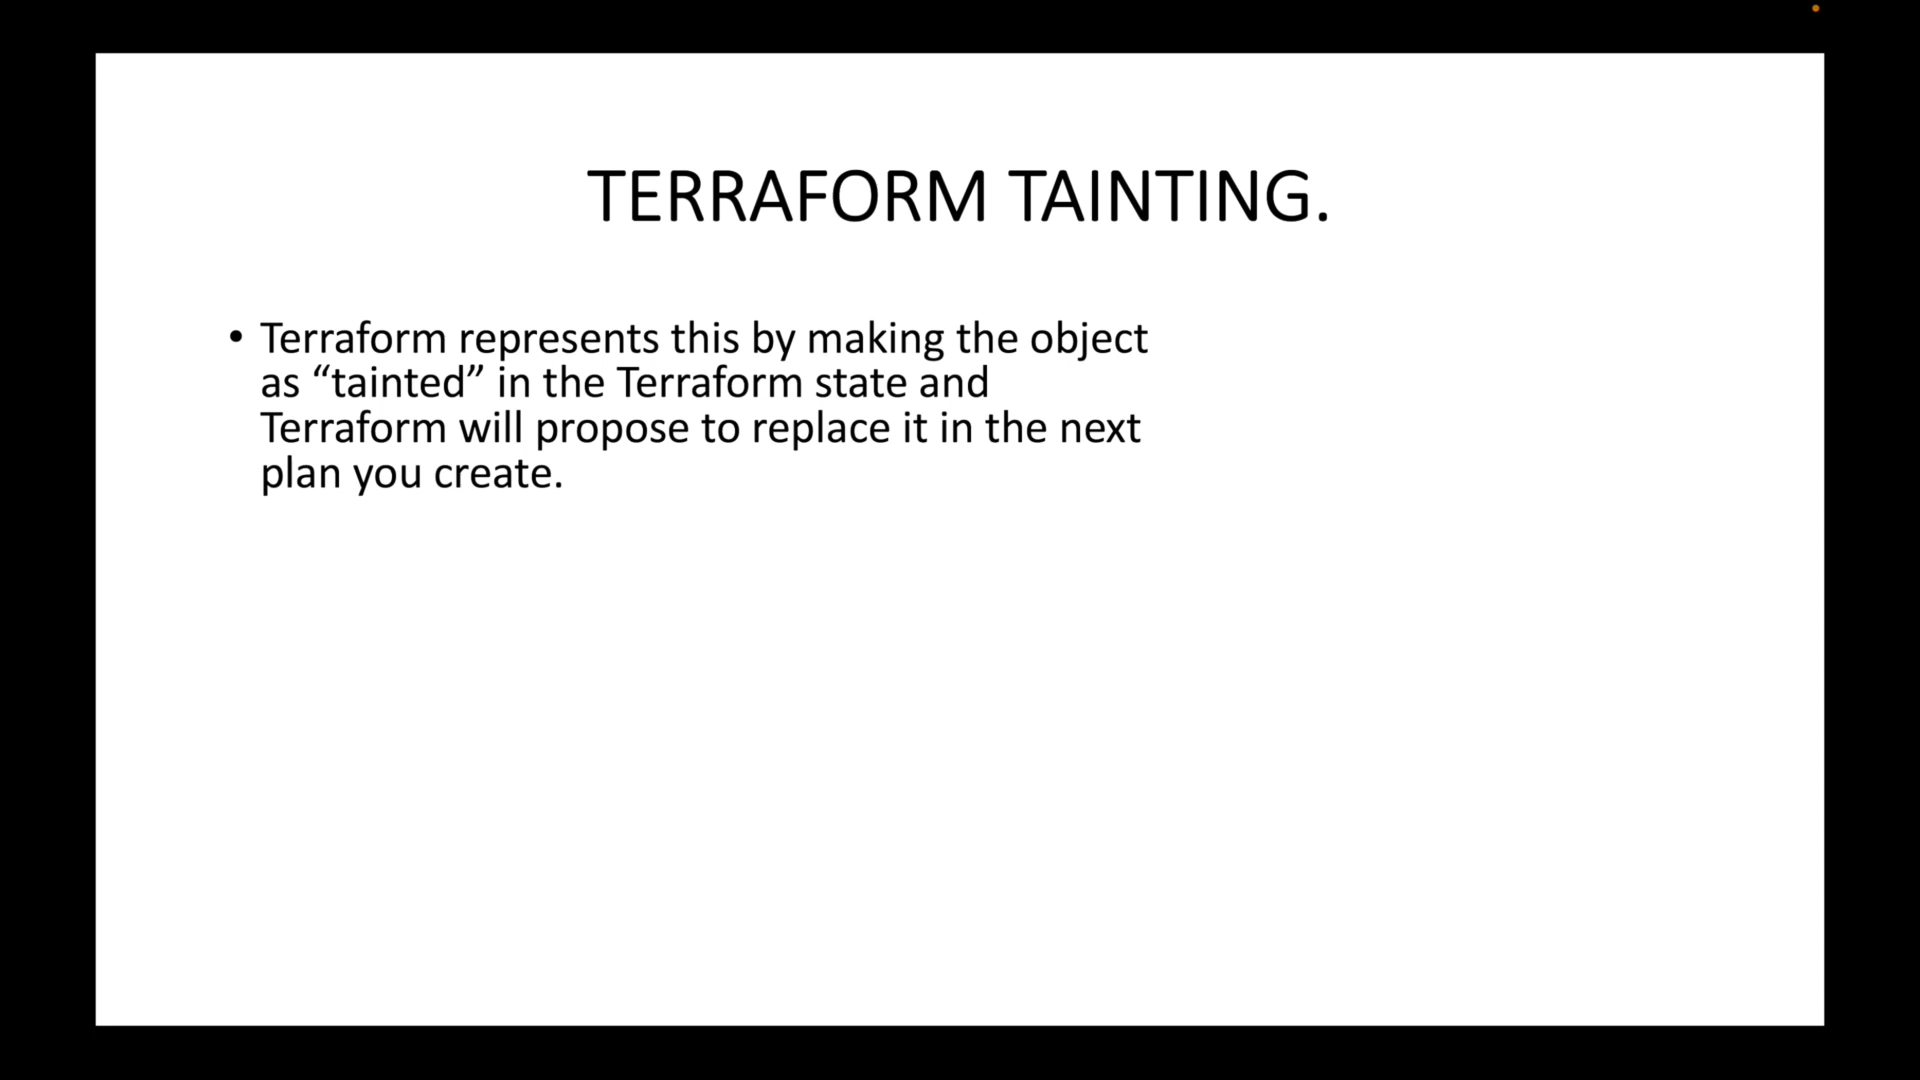 TERRAFORM TAINTING.
• Terraform represents this by making the object
as “tainted” in the Terraform state and
Terraform will propose to replace it in the next
plan you create.